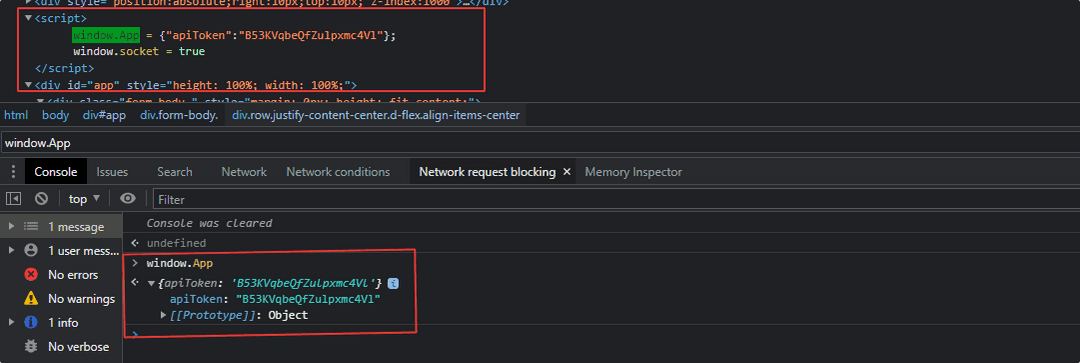 <div style="position:absolute;right:10px;top:10px; z-index:1000">…</div>
<script>
window.App = {"apiToken":"B53KVqbeQfZulpxmc4Vl"};
window.socket = true
</script>
<div id="app" style="height: 100%; width: 100%;">
<div class="form-body " style="margin: 0px; height: fit-content;">
html body div#app div.form-body. div.row.justify-content-center.d-flex.align-items-center
window.App
Console Issues Search Network Network conditions Network request blocking × Memory Inspector
top Filter
1 message
1 user mess...
No errors
No warnings
1 info
No verbose
Console was cleared
undefined
window.App
{apiToken: 'B53KVqbeQfZulpxmc4Vl'} i
apiToken: "B53KVqbeQfZulpxmc4Vl"
[[Prototype]]: Object